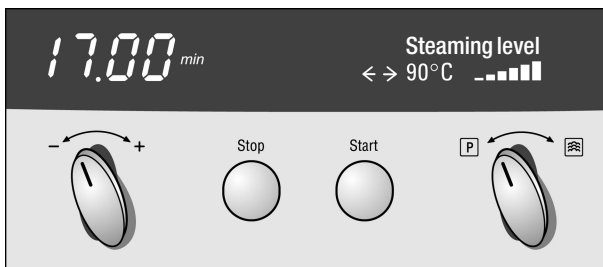 17.00 min
Steaming level
← → 90°C
− +
Stop
Start
P